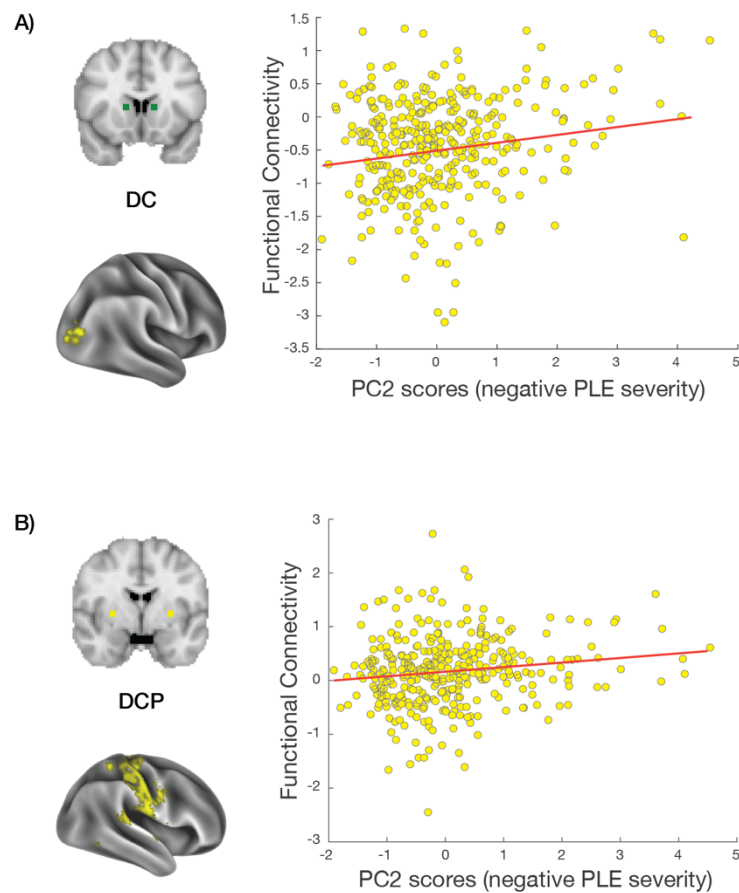 A)
DC
Functional Connectivity
1.5
1
0.5
0
-0.5
-1
-1.5
-2
-2.5
-3
-3.5
-2 -1 0 1 2 3 4 5
PC2 scores (negative PLE severity)
B)
DCP
Functional Connectivity
3
2
1
0
-1
-2
-3
-2 -1 0 1 2 3 4 5
PC2 scores (negative PLE severity)